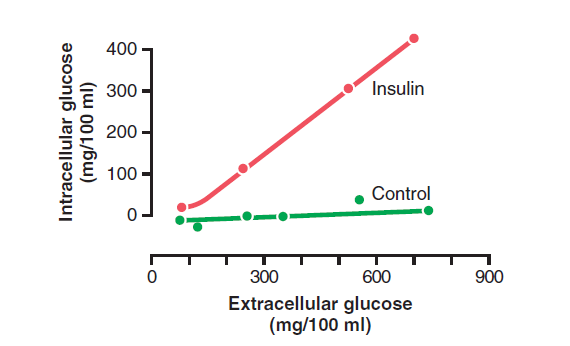 Intracellular glucose
(mg/100 ml)
400
300
200
100
0
Insulin
Control
0
300
600
900
Extracellular glucose
(mg/100 ml)